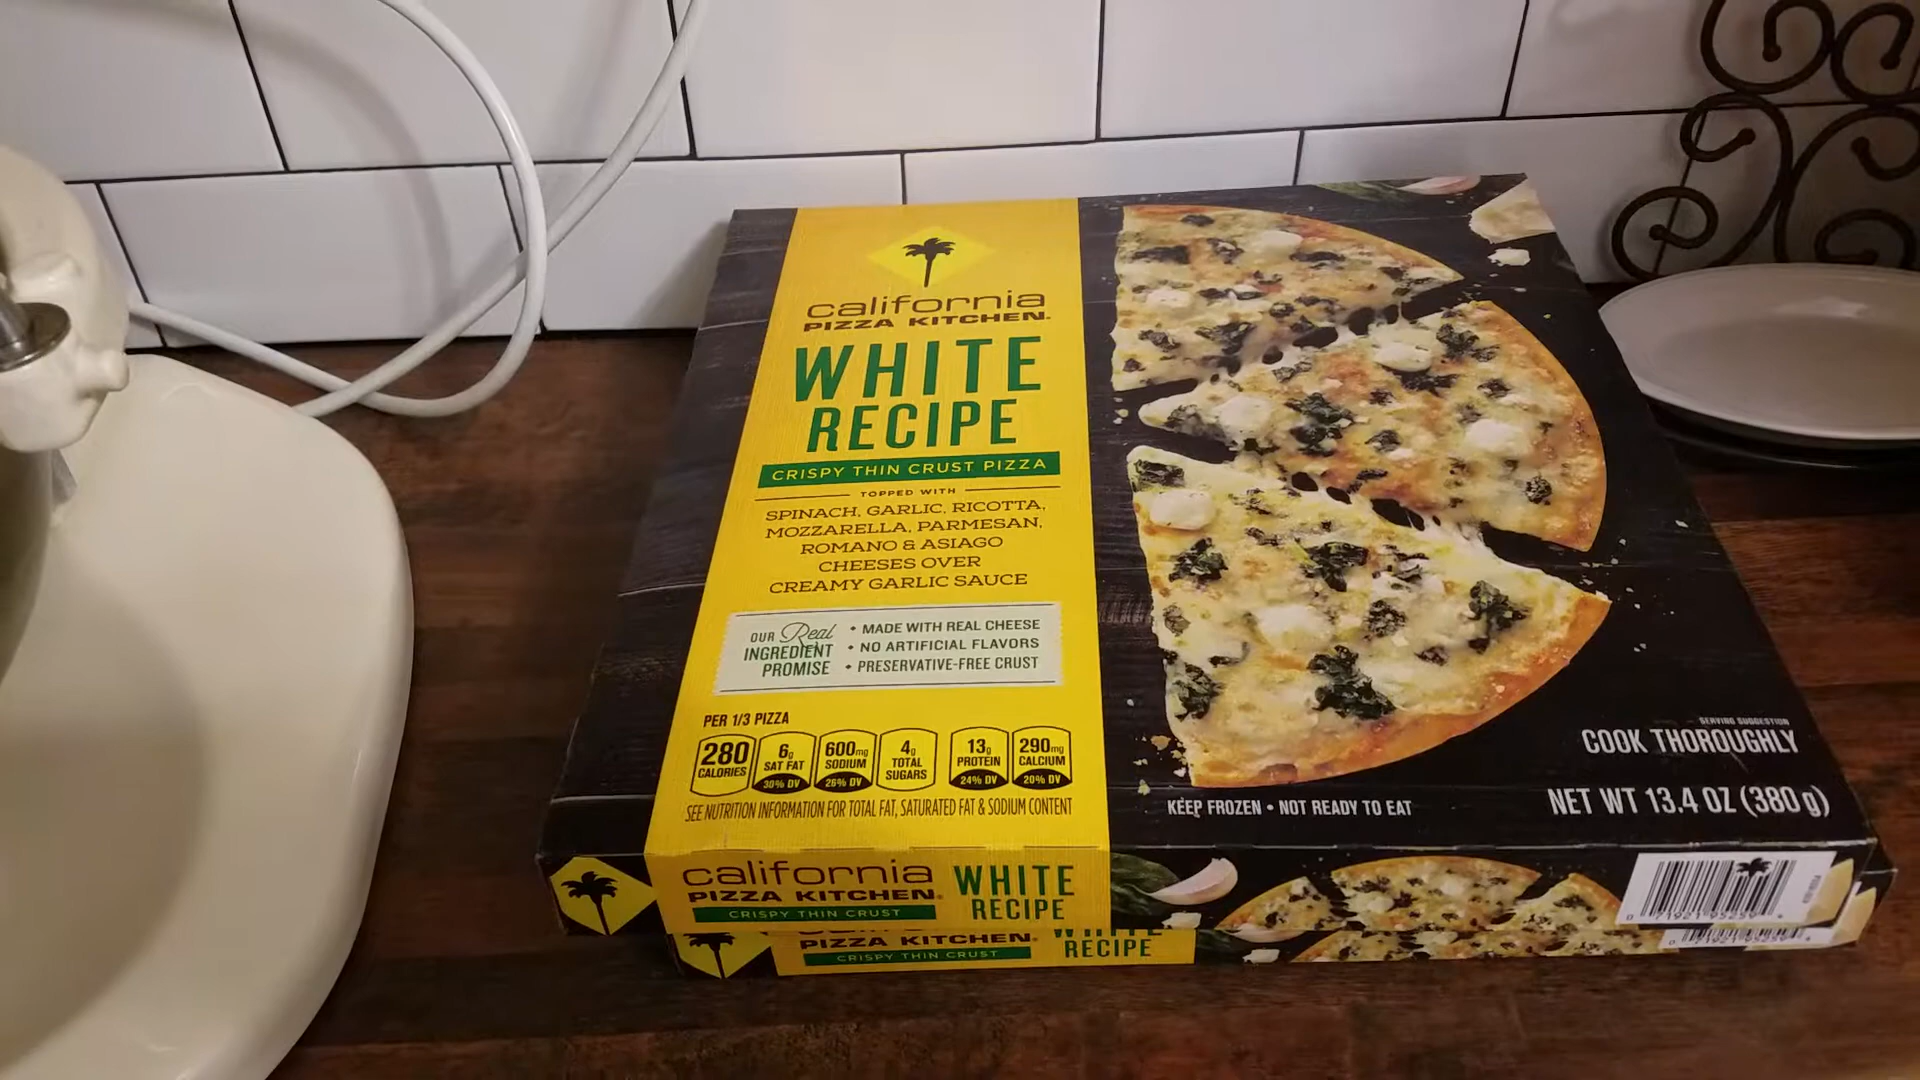 california
PIZZA KITCHEN®
WHITE
RECIPE
CRISPY THIN CRUST PIZZA
TOPPED WITH
SPINACH, GARLIC, RICOTTA,
MOZZARELLA, PARMESAN,
ROMANO & ASIAGO
CHEESES OVER
CREAMY GARLIC SAUCE
OUR Real
INGREDIENT
PROMISE
• MADE WITH REAL CHEESE
• NO ARTIFICIAL FLAVORS
• PRESERVATIVE-FREE CRUST
PER 1/3 PIZZA
280 CALORIES
6g SAT FAT 30% DV
600mg SODIUM 26% DV
4g TOTAL SUGARS
13g PROTEIN 24% DV
290mg CALCIUM 20% DV
SEE NUTRITION INFORMATION FOR TOTAL FAT, SATURATED FAT & SODIUM CONTENT
KEEP FROZEN • NOT READY TO EAT
SERVING SUGGESTION
COOK THOROUGHLY
NET WT 13.4 OZ (380 g)
california
PIZZA KITCHEN®
CRISPY THIN CRUST
WHITE
RECIPE
PIZZA KITCHEN®
CRISPY THIN CRUST
WHITE
RECIPE